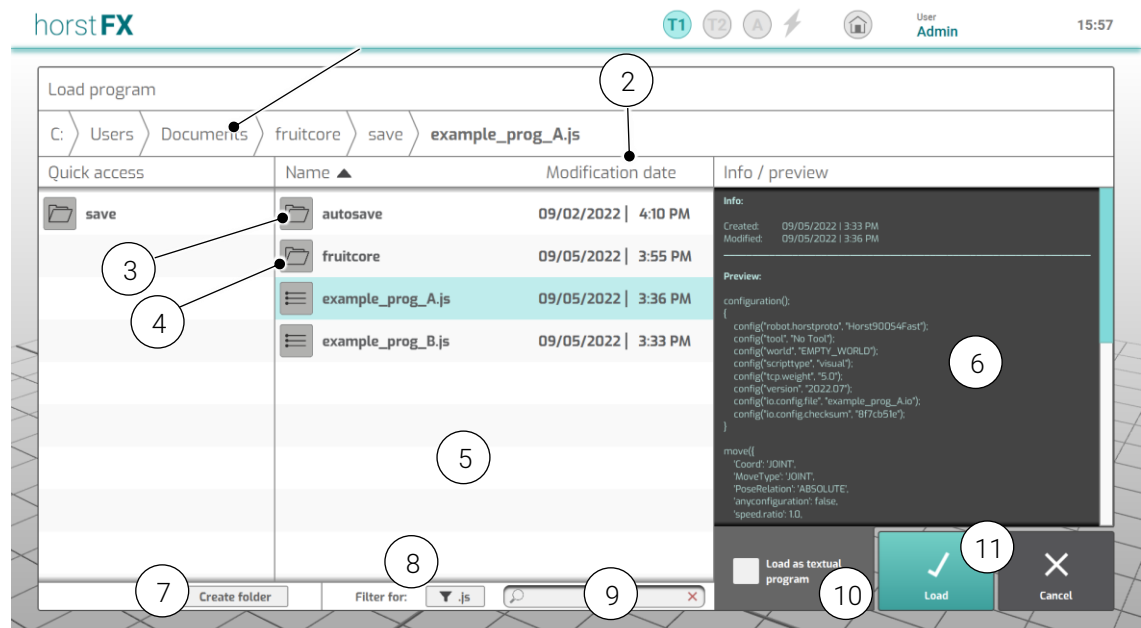 horstFX
T1 T2 A
User
Admin
15:57
Load program
2
C: Users Documents fruitcore save example_prog_A.js
Quick access
Name ▲ Modification date
Info / preview
save
autosave 09/02/2022 | 4:10 PM
fruitcore 09/05/2022 | 3:55 PM
example_prog_A.js 09/05/2022 | 3:36 PM
example_prog_B.js 09/05/2022 | 3:33 PM
3
4
5
Info:
Created: 09/05/2022 | 3:33 PM
Modified: 09/05/2022 | 3:36 PM
Preview:
configuration();
{
config("robot.horstproto", "Horst900S4Fast");
config("tool", "No Tool");
config("world", "EMPTY_WORLD");
config("scripttype", "visual");
config("tcp.weight", "5.0");
config("version", "2022.07");
config("io.config.file", "example_prog_A.io");
config("io.config.checksum", "8f7cb51e");
}
move({
'Coord': 'JOINT',
'MoveType': 'JOINT',
'PoseRelation': 'ABSOLUTE',
'anyconfiguration': false,
'speed.ratio': 1.0,
6
7
Create folder
8
Filter for: .js
9
Load as textual
program
10
11
Load
Cancel